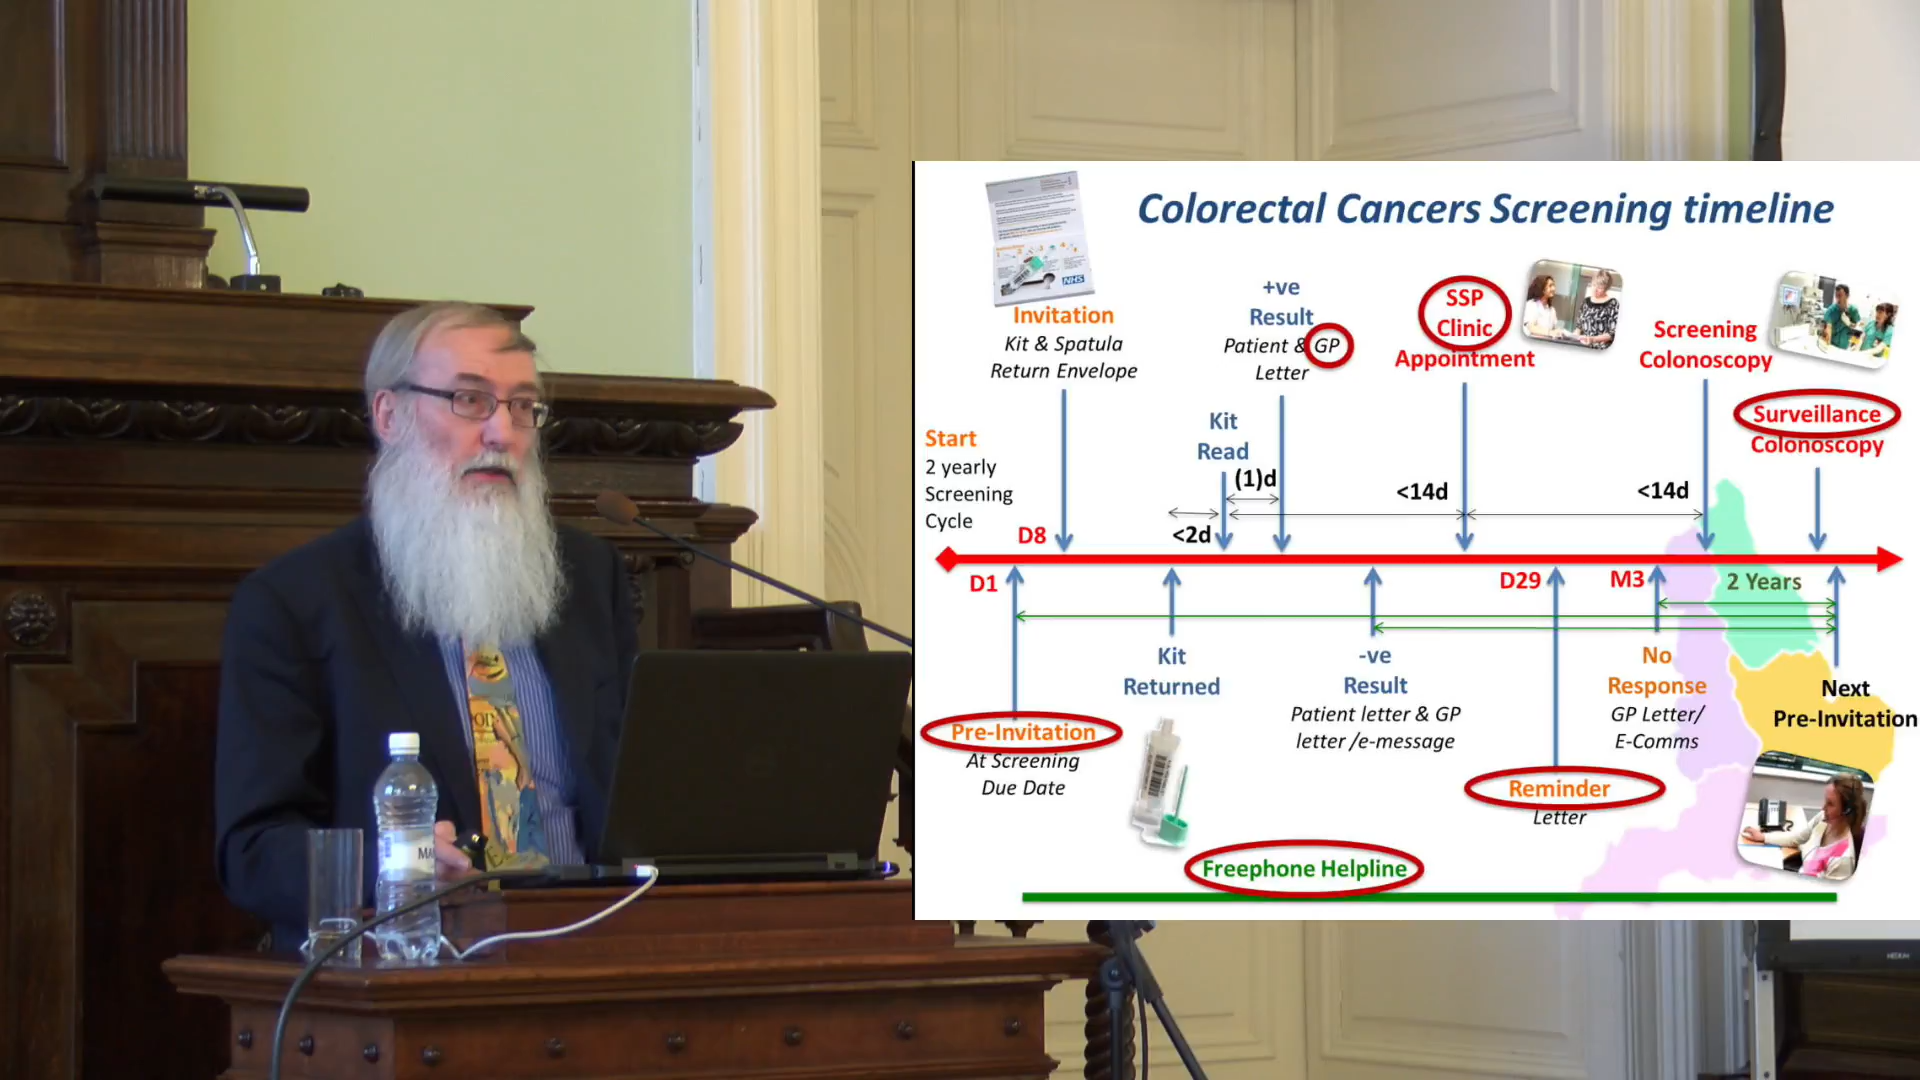 Colorectal Cancers Screening timeline
NHS
Invitation
Kit & Spatula
Return Envelope
+ve
Result
Patient & GP
Letter
SSP
Clinic
Appointment
Screening
Colonoscopy
Surveillance
Colonoscopy
Kit
Read
Start
2 yearly
Screening
Cycle
(1)d
<14d
<14d
<2d
D8
D1
D29
M3
2 Years
Kit
Returned
-ve
Result
Patient letter & GP
letter /e-message
No
Response
GP Letter/
E-Comms
Next
Pre-Invitation
Pre-Invitation
At Screening
Due Date
Reminder
Letter
Freephone Helpline
MA